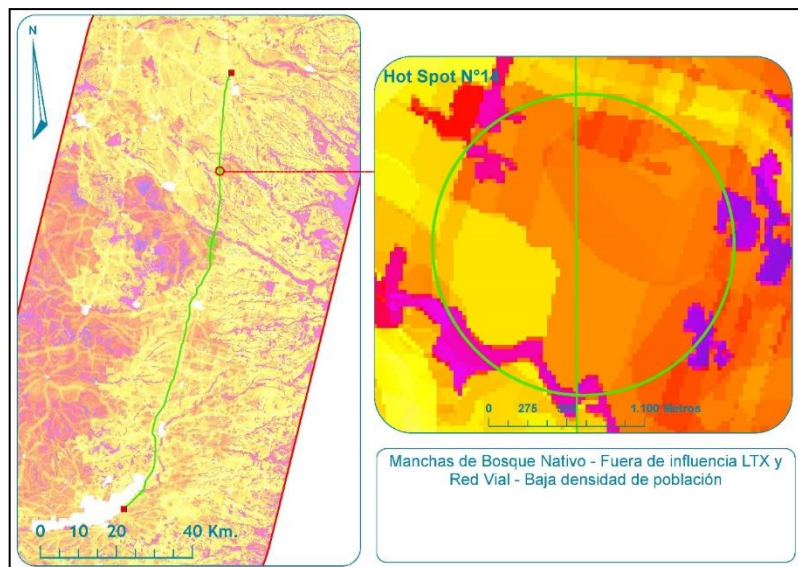 N
0 10 20 40 Km.
Hot Spot N°14
0 275 1.100 Metros
Manchas de Bosque Nativo - Fuera de influencia LTX y
Red Vial - Baja densidad de población